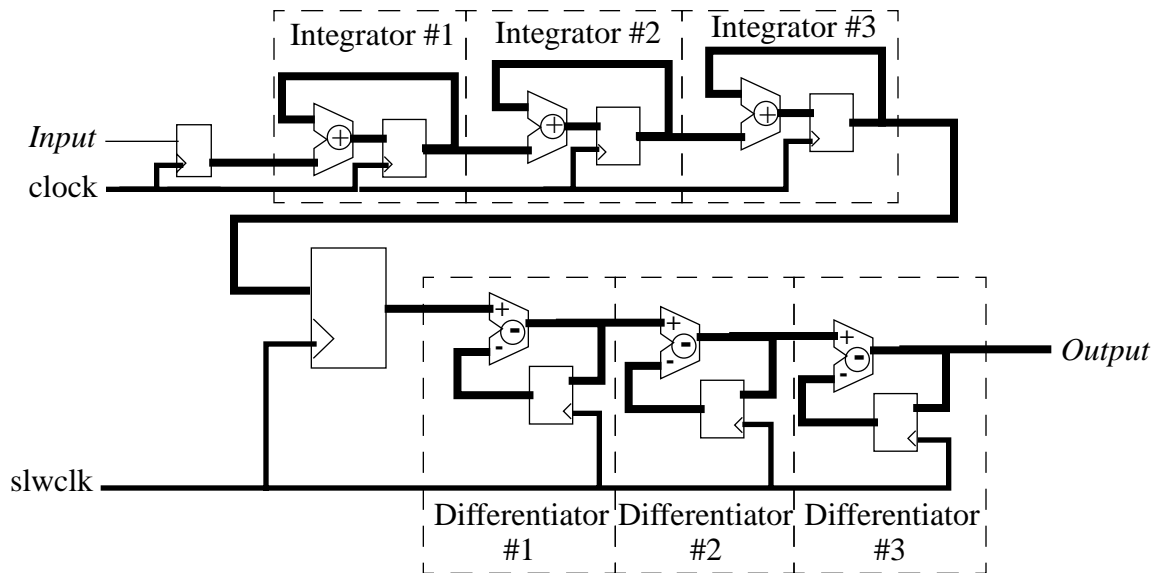 Integrator #1
Integrator #2
Integrator #3
+
+
+
Input
clock
+
-
-
+
-
-
+
-
-
Output
slwclk
Differentiator
#1
Differentiator
#2
Differentiator
#3